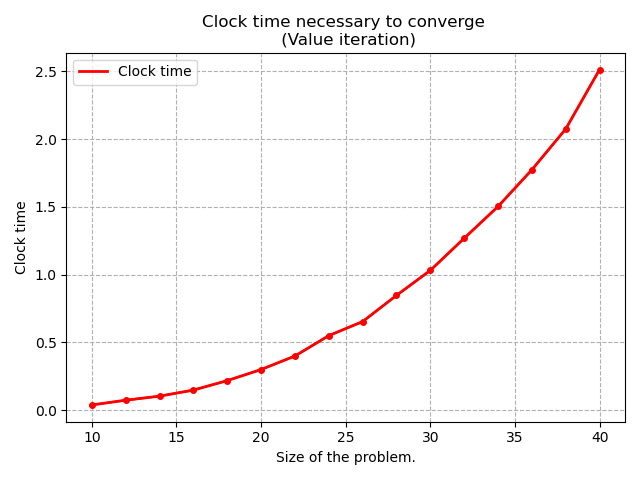 Clock time necessary to converge
(Value iteration)
Clock time
2.5
2.0
1.5
1.0
0.5
0.0
Clock time
10
15
20
25
30
35
40
Size of the problem.